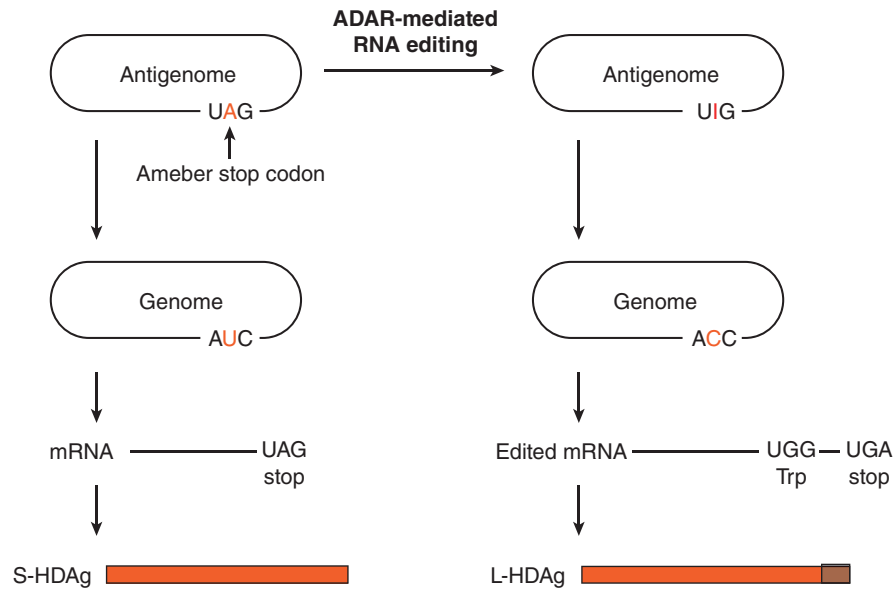 ADAR-mediated
RNA editing
Antigenome
UAG
Ameber stop codon
Antigenome
UIG
Genome
AUC
Genome
ACC
mRNA
UAG
stop
Edited mRNA
UGG
UGA
Trp
stop
S-HDAg
L-HDAg